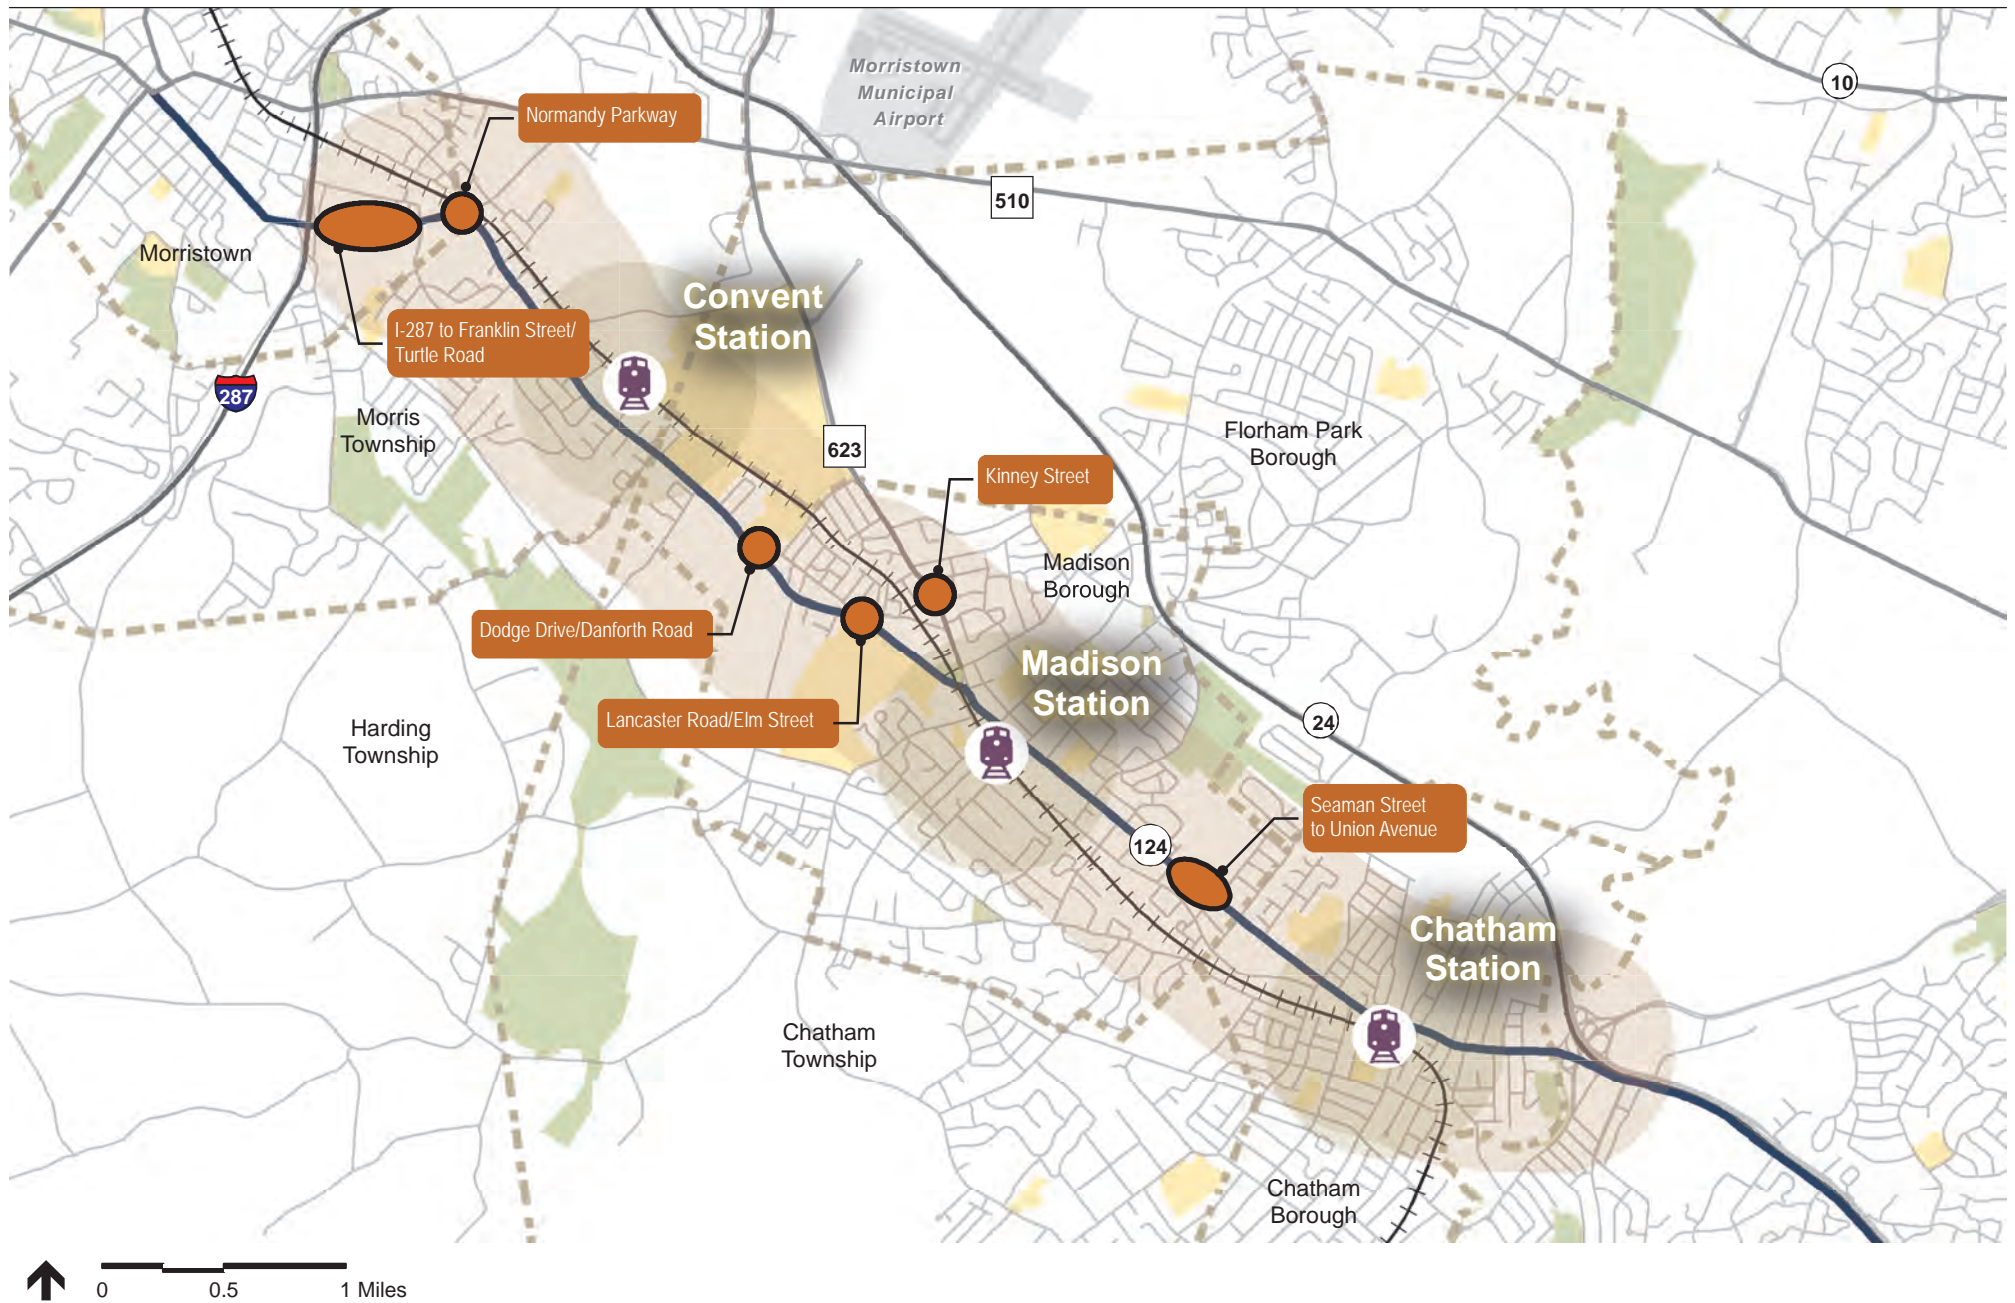 Morristown
Municipal
Airport
10
Normandy Parkway
510
Morristown
Convent
Station
I-287 to Franklin Street/
Turtle Road
287
Morris
Township
623
Florham Park
Borough
Kinney Street
Madison
Borough
Dodge Drive/Danforth Road
Madison
Station
Lancaster Road/Elm Street
24
Harding
Township
Seaman Street
to Union Avenue
124
Chatham
Station
Chatham
Township
Chatham
Borough
0 0.5 1 Miles